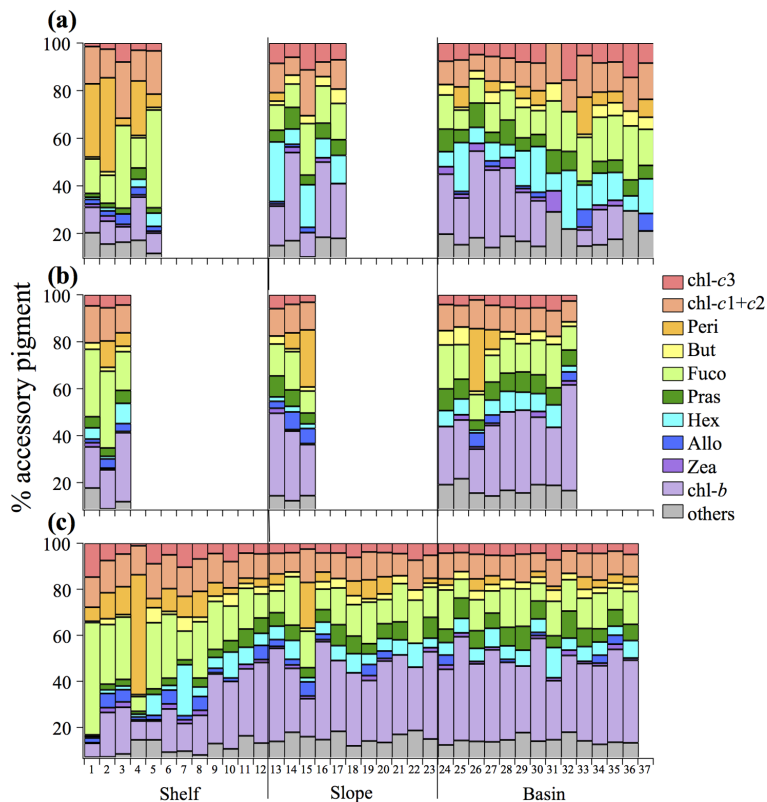 (a)
100
80
60
40
20
(b)
100
80
60
40
20
(c)
100
80
60
40
20
% accessory pigment
chl-c3
chl-c1+c2
Peri
But
Fuco
Pras
Hex
Allo
Zea
chl-b
others
1 2 3 4 5 6 7 8 9 10 11 12 13 14 15 16 17 18 19 20 21 22 23 24 25 26 27 28 29 30 31 32 33 34 35 36 37
Shelf Slope Basin